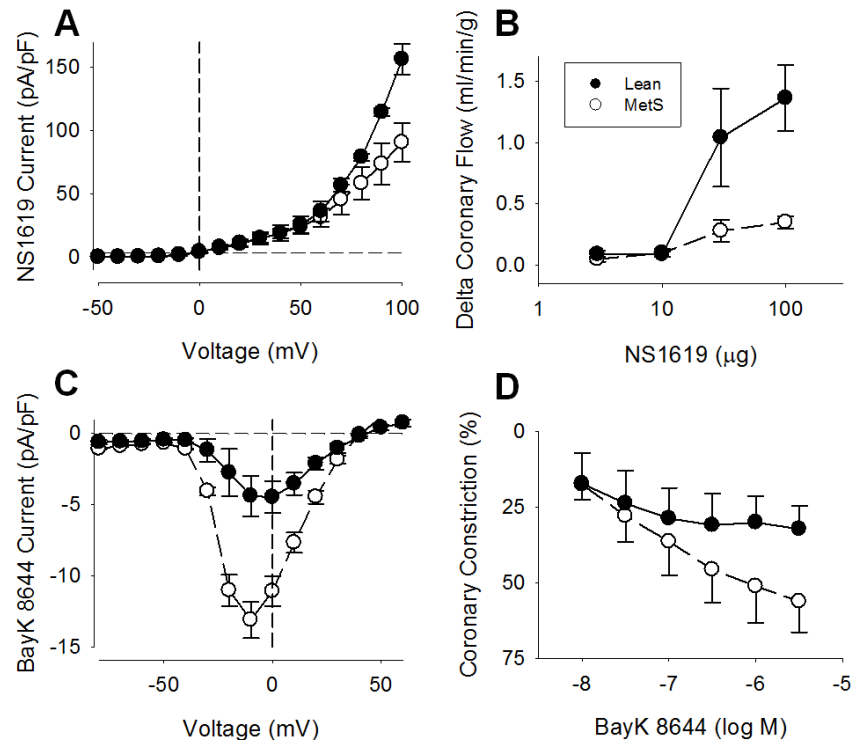 A
NS1619 Current (pA/pF)
150
100
50
0
-50 0 50 100
Voltage (mV)
B
Delta Coronary Flow (ml/min/g)
Lean
MetS
1.5
1.0
0.5
0.0
1 10 100
NS1619 (μg)
C
BayK 8644 Current (pA/pF)
0
-5
-10
-15
-50 0 50
Voltage (mV)
D
Coronary Constriction (%)
0
25
50
75
-8 -7 -6 -5
BayK 8644 (log M)